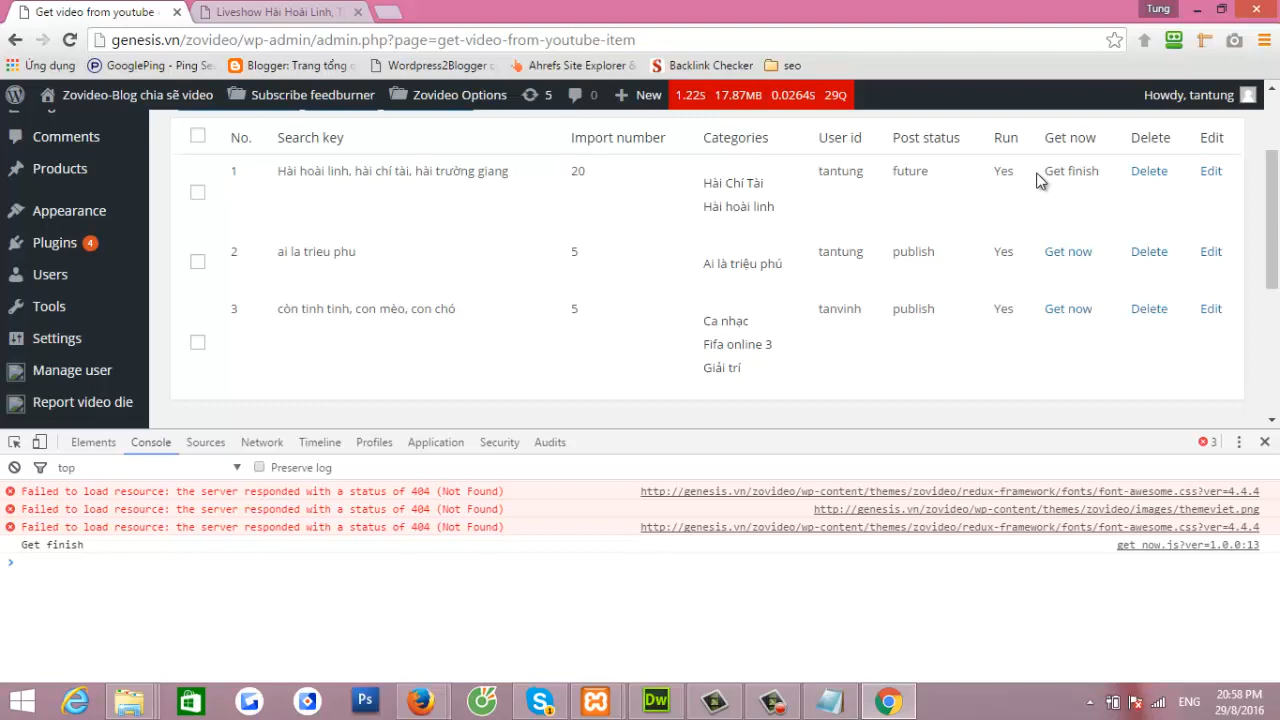 Get video from youtube
Liveshow Hài Hoài Linh, T
Tung
genesis.vn/zovideo/wp-admin/admin.php?page=get-video-from-youtube-item
Ứng dụng
GooglePing - Ping Se
Blogger: Trang tổng
Wordpress2Blogger c
Ahrefs Site Explorer &
Backlink Checker
seo
Zovideo-Blog chia sẽ video
Subscribe feedburner
Zovideo Options
5
0
New
1.22S 17.87MB 0.0264S 29Q
Howdy, tantung
Comments
Products
Appearance
Plugins 4
Users
Tools
Settings
Manage user
Report video die
No. Search key Import number Categories User id Post status Run Get now Delete Edit
1 Hài hoài linh, hài chí tài, hài trường giang 20 Hài Chí Tài tantung future Yes Get finish Delete Edit
Hài hoài linh
2 ai la trieu phu 5 Ai là triệu phú tantung publish Yes Get now Delete Edit
3 còn tinh tinh, con mèo, con chó 5 Ca nhạc tanvinh publish Yes Get now Delete Edit
Fifa online 3
Giải trí
Elements Console Sources Network Timeline Profiles Application Security Audits 3
top Preserve log
Failed to load resource: the server responded with a status of 404 (Not Found) http://genesis.vn/zovideo/wp-content/themes/zovideo/redux-framework/fonts/font-awesome.css?ver=4.4.4
Failed to load resource: the server responded with a status of 404 (Not Found) http://genesis.vn/zovideo/wp-content/themes/zovideo/images/themeviet.png
Failed to load resource: the server responded with a status of 404 (Not Found) http://genesis.vn/zovideo/wp-content/themes/zovideo/redux-framework/fonts/font-awesome.css?ver=4.4.4
Get finish get_now.js?ver=1.0.0:13
ENG
20:58 PM
29/8/2016